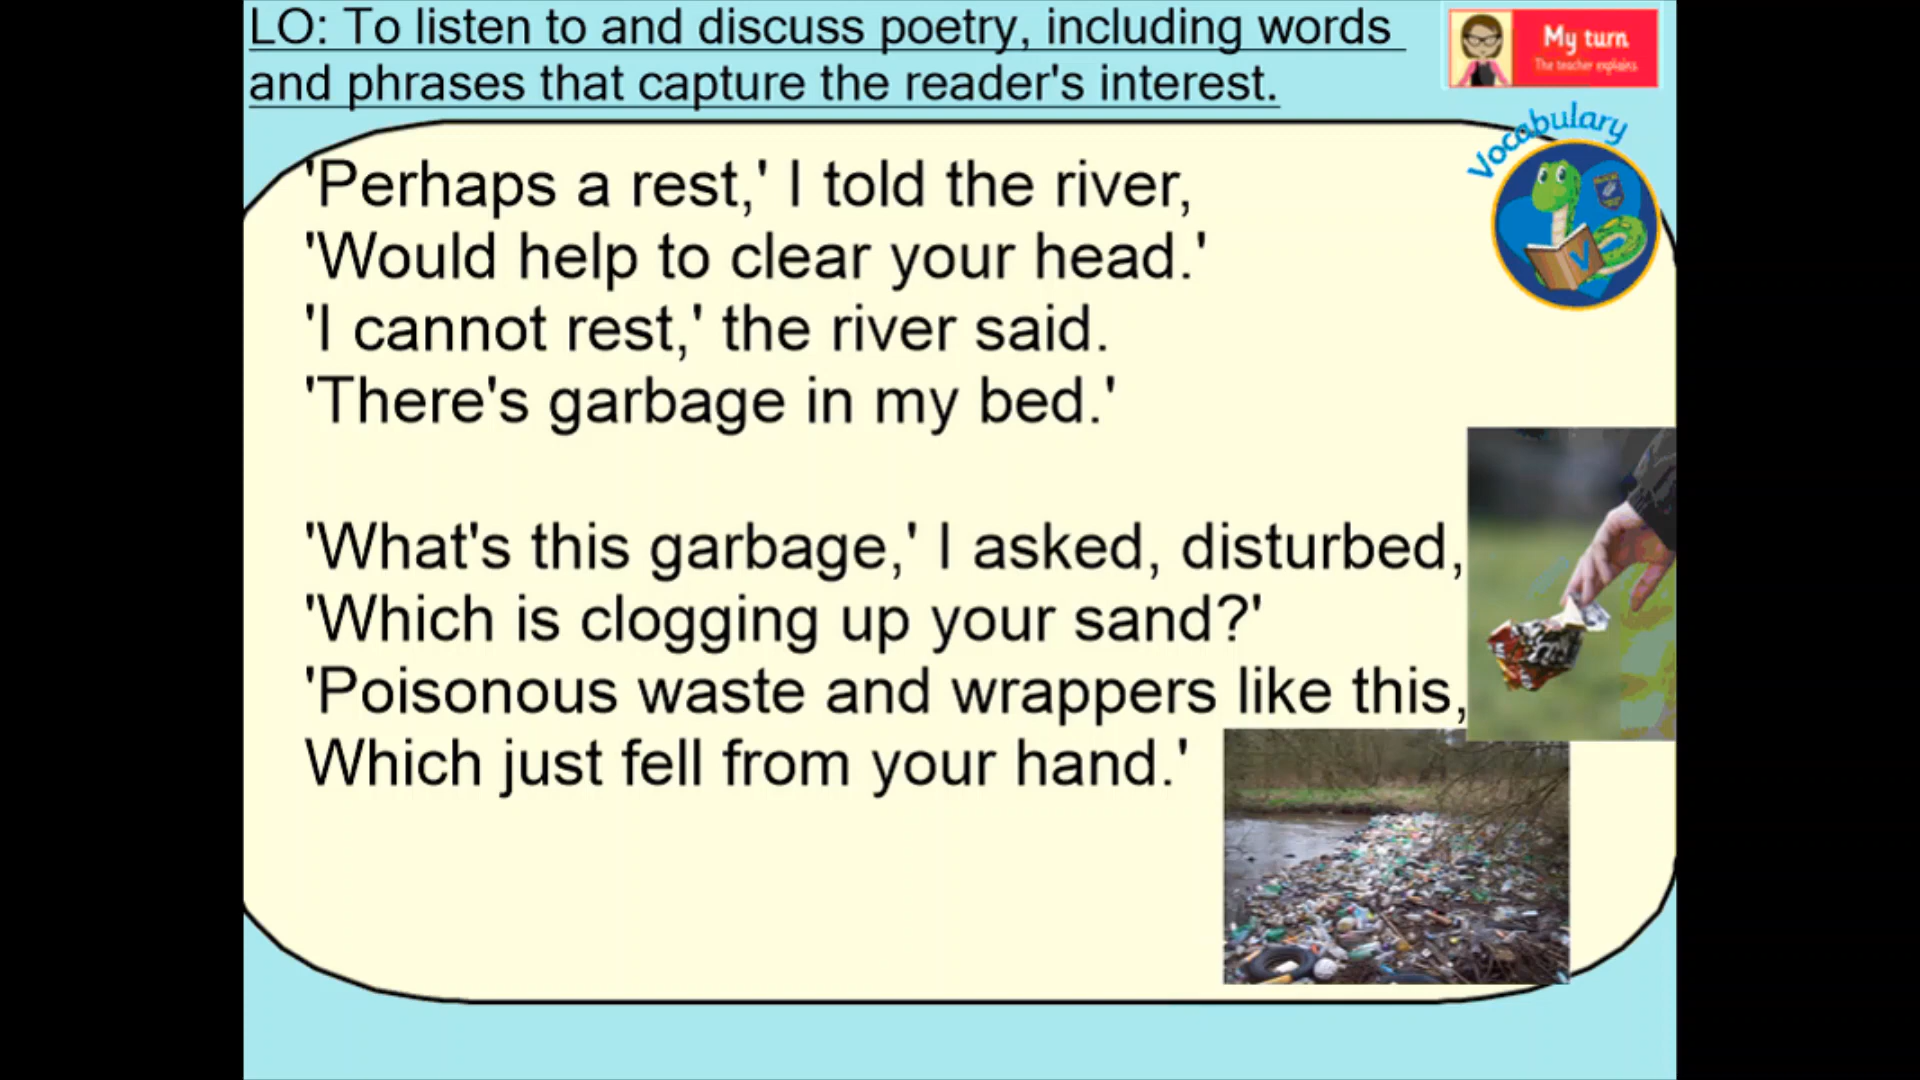 LO: To listen to and discuss poetry, including words
and phrases that capture the reader's interest.
My turn
The teacher explains.
Vocabulary
'Perhaps a rest,' I told the river,
'Would help to clear your head.'
'I cannot rest,' the river said.
'There's garbage in my bed.'
'What's this garbage,' I asked, disturbed,
'Which is clogging up your sand?'
'Poisonous waste and wrappers like this,
Which just fell from your hand.'
V